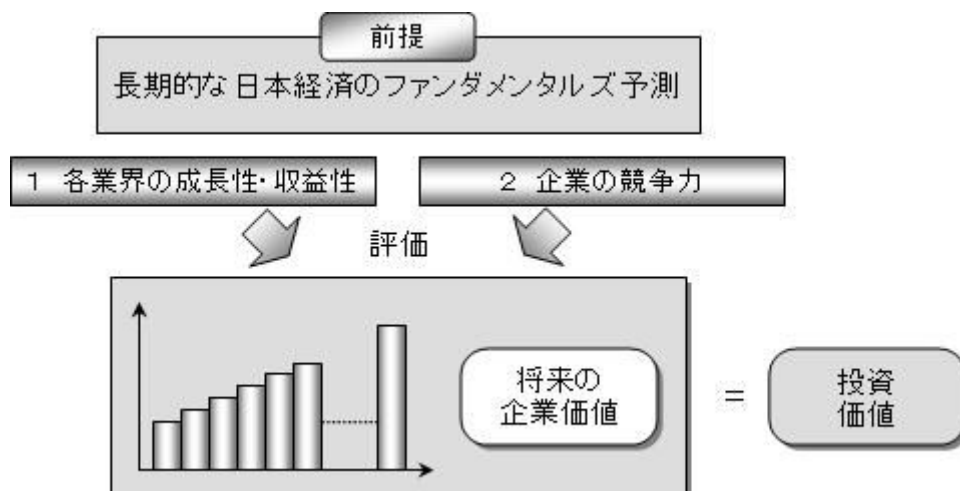 前提
長期的な日本経済のファンダメンタルズ予測
1 各業界の成長性・収益性
2 企業の競争力
評価
将来の
企業価値
=
投資
価値